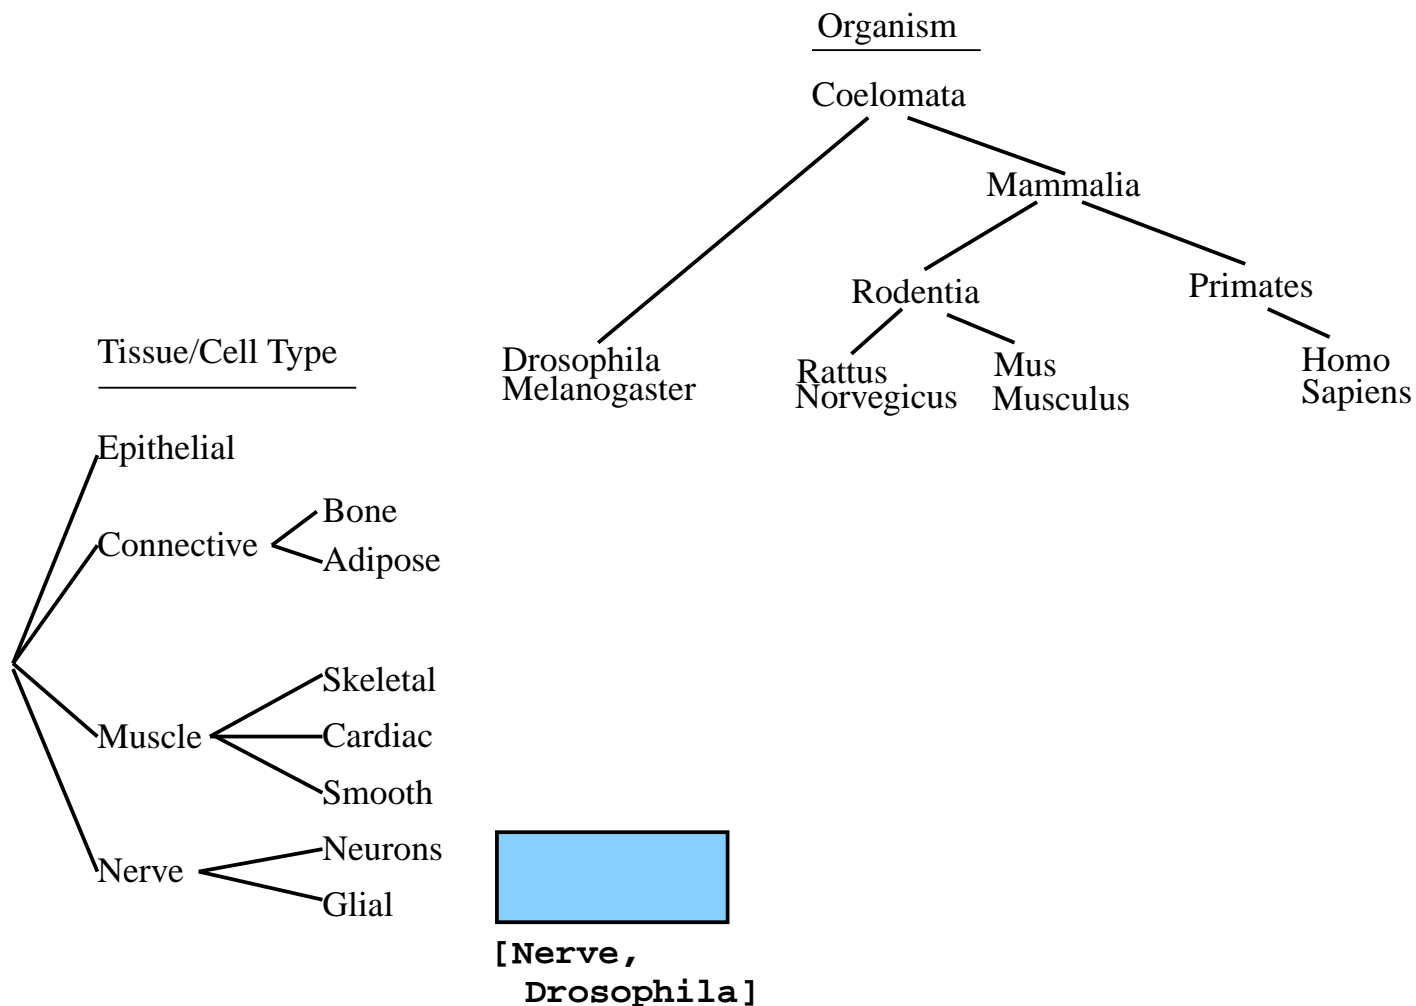 Organism
Coelomata
Mammalia
Rodentia
Primates
Drosophila
Melanogaster
Rattus
Norvegicus
Mus
Musculus
Homo
Sapiens
Tissue/Cell Type
Epithelial
Connective
Bone
Adipose
Muscle
Skeletal
Cardiac
Smooth
Nerve
Neurons
Glial
[Nerve,
Drosophila]